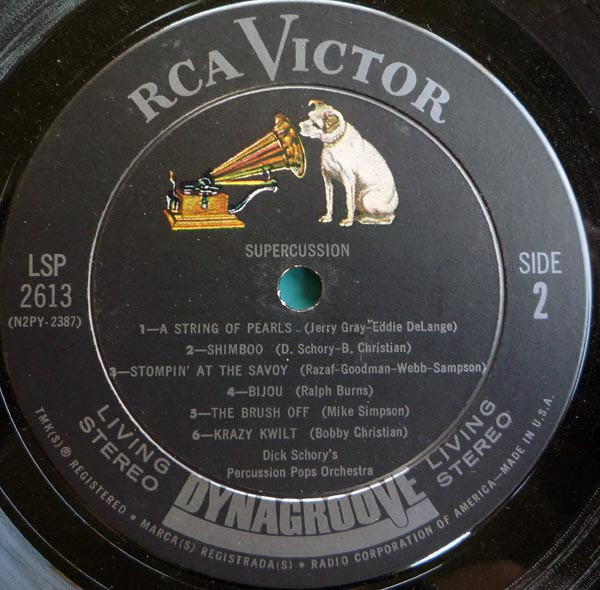 RCA VICTOR
SUPERCUSSION
LSP
2613
(N2PY-2387)
SIDE
2
1—A STRING OF PEARLS (Jerry Gray–Eddie DeLange)
2—SHIMBOO (D. Schory–B. Christian)
3—STOMPIN' AT THE SAVOY (Razaf–Goodman–Webb–Sampson)
4—BIJOU (Ralph Burns)
5—THE BRUSH OFF (Mike Simpson)
6—KRAZY KWILT (Bobby Christian)
Dick Schory's
Percussion Pops Orchestra
LIVING
STEREO
LIVING
STEREO
DYNAGROOVE
TMK(S) ® REGISTERED • MARCA(S) REGISTRADA(S) • RADIO CORPORATION OF AMERICA—MADE IN U.S.A.